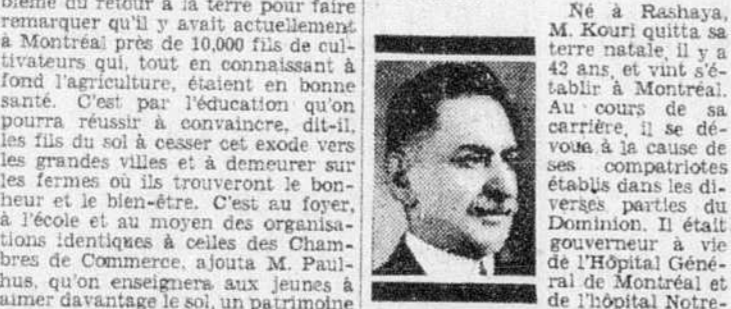 blème du retour à la terre pour faire
remarquer qu'il y avait actuellement
à Montréal près de 10,000 fils de cul-
tivateurs qui, tout en connaissant à
fond l'agriculture, étaient en bonne
santé. C'est par l'éducation qu'on
pourra réussir à convaincre, dit-il,
les fils du sol à cesser cet exode vers
les grandes villes et à demeurer sur
les fermes où ils trouveront le bon-
heur et le bien-être. C'est au foyer,
à l'école et au moyen des organisa-
tions identiques à celles des Cham-
bres de Commerce, ajouta M. Paul-
hus, qu'on enseignera aux jeunes à
aimer davantage le sol, un patrimoine
Né à Rashaya,
M. Kouri quitta sa
terre natale, il y a
42 ans, et vint s'é-
tablir à Montréal.
Au cours de sa
carrière, il se dé-
voua à la cause de
ses compatriotes
établis dans les di-
verses parties du
Dominion. Il était
gouverneur à vie
de l'Hôpital Géné-
ral de Montréal et
de l'hôpital Notre-